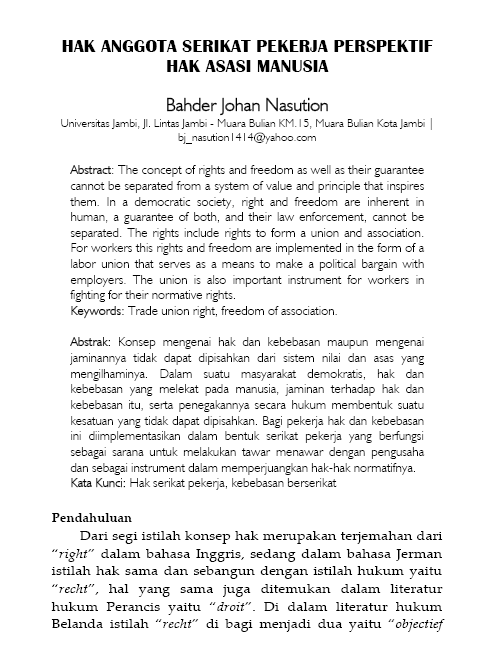 HAK ANGGOTA SERIKAT PEKERJA PERSPEKTIF
HAK ASASI MANUSIA
Bahder Johan Nasution
Universitas Jambi, Jl. Lintas Jambi - Muara Bulian KM.15, Muara Bulian Kota Jambi |
bj_nasution1414@yahoo.com
Abstract: The concept of rights and freedom as well as their guarantee
cannot be separated from a system of value and principle that inspires
them. In a democratic society, right and freedom are inherent in
human, a guarantee of both, and their law enforcement, cannot be
separated. The rights include rights to form a union and association.
For workers this rights and freedom are implemented in the form of a
labor union that serves as a means to make a political bargain with
employers. The union is also important instrument for workers in
fighting for their normative rights.
Keywords: Trade union right, freedom of association.
Abstrak: Konsep mengenai hak dan kebebasan maupun mengenai
jaminannya tidak dapat dipisahkan dari sistem nilai dan asas yang
mengilhaminya. Dalam suatu masyarakat demokratis, hak dan
kebebasan yang melekat pada manusia, jaminan terhadap hak dan
kebebasan itu, serta penegakannya secara hukum membentuk suatu
kesatuan yang tidak dapat dipisahkan. Bagi pekerja hak dan kebebasan
ini diimplementasikan dalam bentuk serikat pekerja yang berfungsi
sebagai sarana untuk melakukan tawar menawar dengan pengusaha
dan sebagai instrument dalam memperjuangkan hak-hak normatifnya.
Kata Kunci: Hak serikat pekerja, kebebasan berserikat
Pendahuluan
Dari segi istilah konsep hak merupakan terjemahan dari
"right" dalam bahasa Inggris, sedang dalam bahasa Jerman
istilah hak sama dan sebangun dengan istilah hukum yaitu
"recht", hal yang sama juga ditemukan dalam literatur
hukum Perancis yaitu "droit". Di dalam literatur hukum
Belanda istilah "recht" di bagi menjadi dua yaitu "objectief